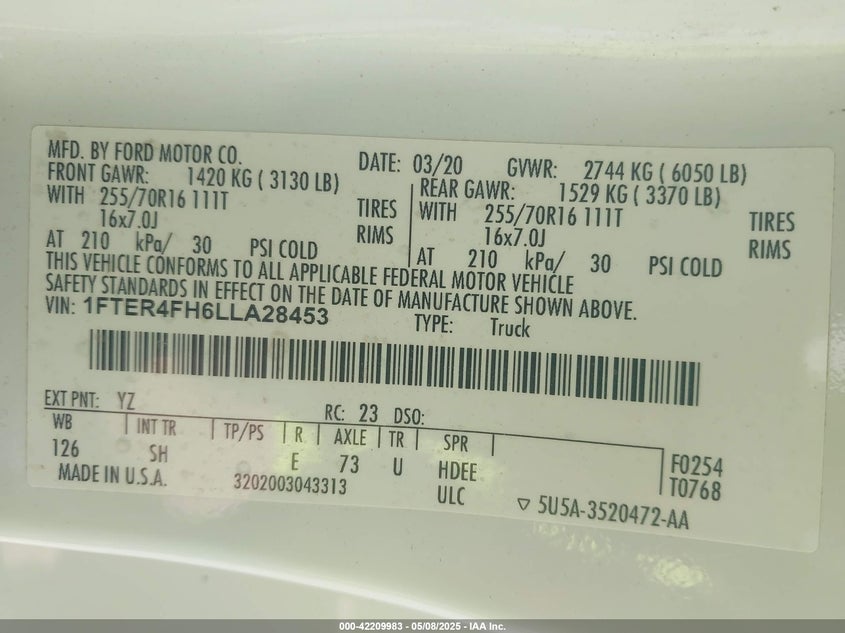 MFD. BY FORD MOTOR CO.
DATE: 03/20 GVWR: 2744 KG ( 6050 LB)
FRONT GAWR: 1420 KG ( 3130 LB)
WITH 255/70R16 111T TIRES
16x7.0J RIMS
AT 210 kPa/ 30 PSI COLD
REAR GAWR: 1529 KG ( 3370 LB)
WITH 255/70R16 111T TIRES
16x7.0J RIMS
AT 210 kPa/ 30 PSI COLD
THIS VEHICLE CONFORMS TO ALL APPLICABLE FEDERAL MOTOR VEHICLE
SAFETY STANDARDS IN EFFECT ON THE DATE OF MANUFACTURE SHOWN ABOVE.
VIN: 1FTER4FH6LLA28453 TYPE: Truck
EXT PNT: YZ RC: 23 DSO:
WB INT TR TP/PS R AXLE TR SPR
126 SH E 73 U HDEE F0254
MADE IN U.S.A. 3202003043313 ULC T0768
▽ 5U5A-3520472-AA
000-42209983 - 05/08/2025 - IAA Inc.